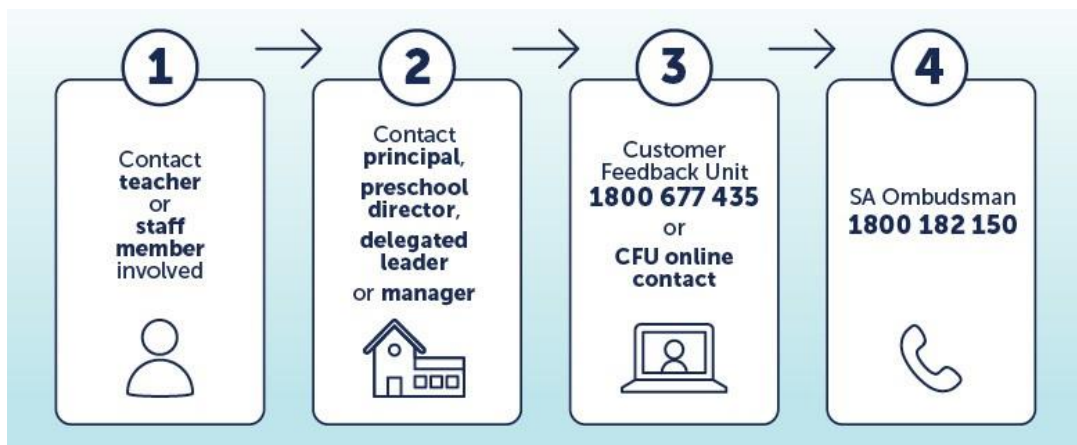 1
Contact
teacher
or
staff
member
involved
2
Contact
principal,
preschool
director,
delegated
leader
or manager
3
Customer
Feedback Unit
1800 677 435
or
CFU online
contact
4
SA Ombudsman
1800 182 150